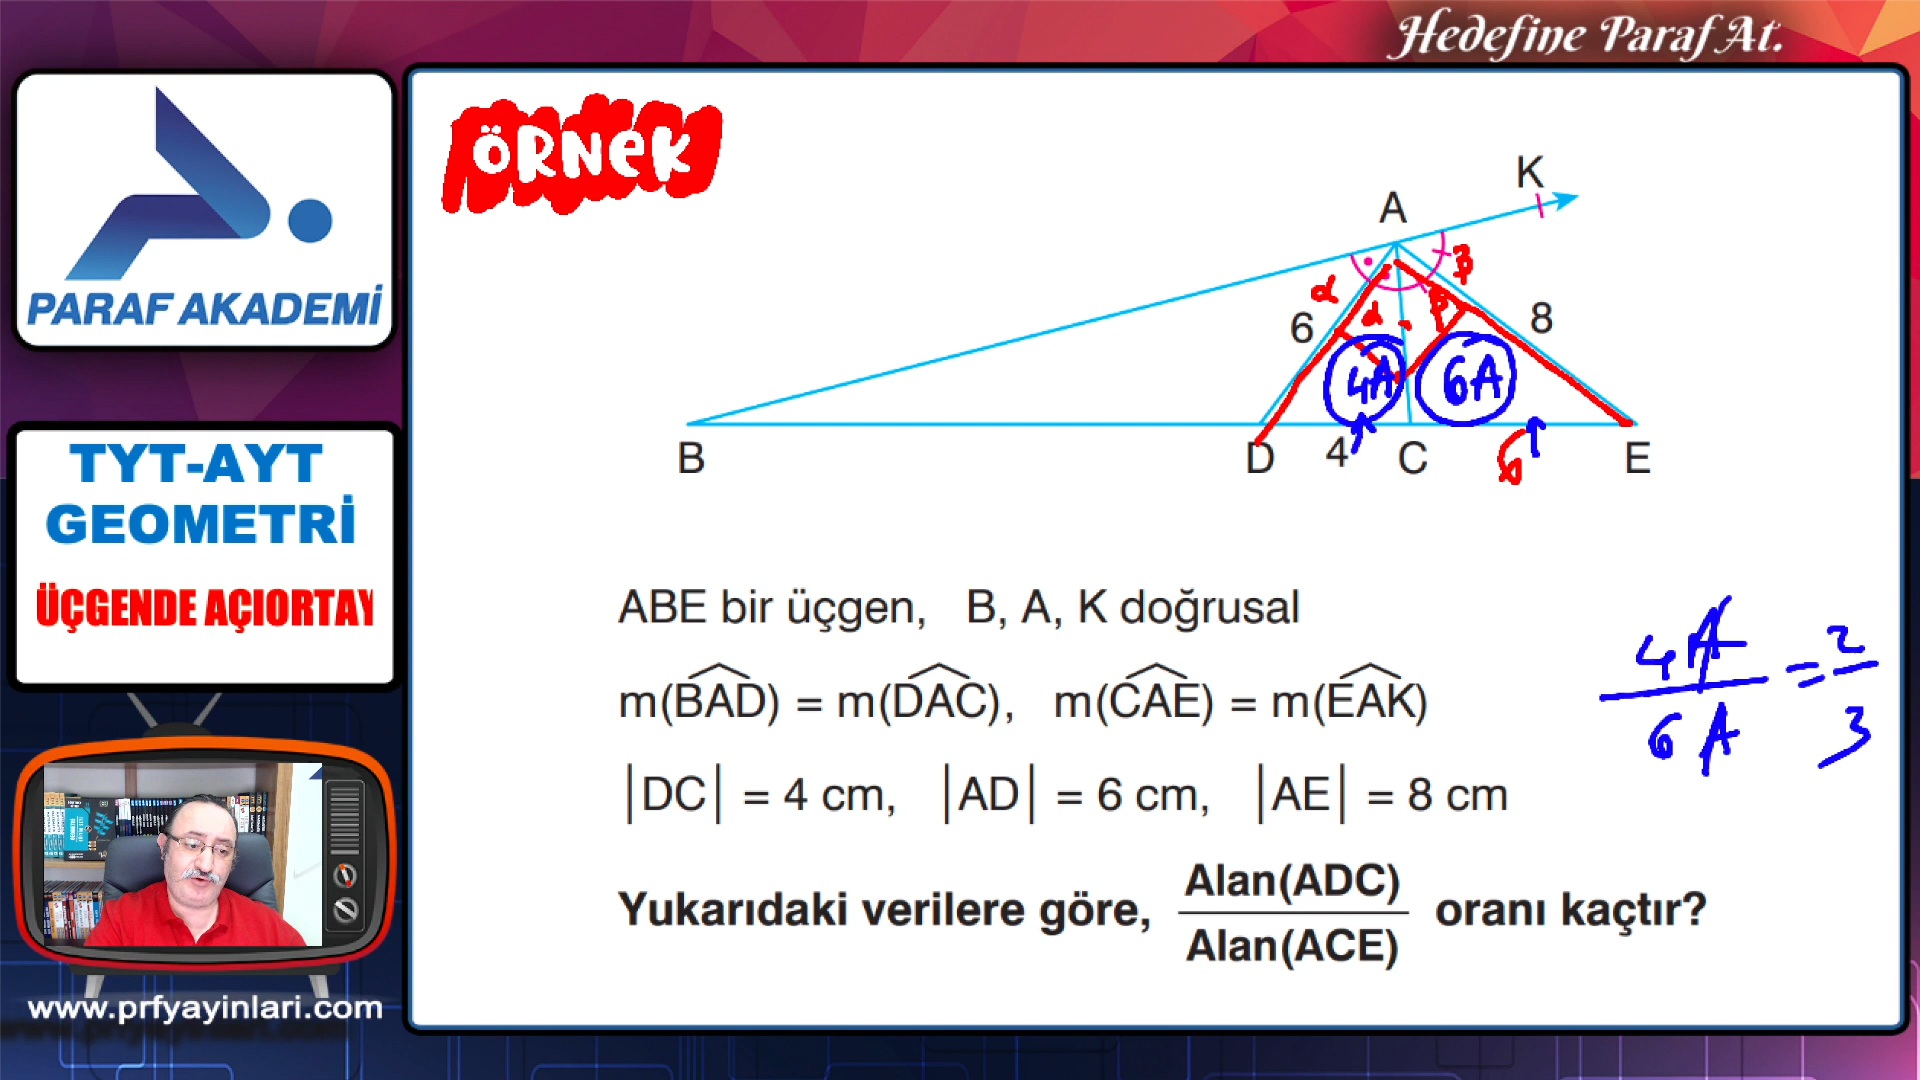 Hedefine Paraf At.
PARAF AKADEMİ
TYT-AYT
GEOMETRİ
ÜÇGENDE AÇIORTAY
www.prfyayinlari.com
ÖRNEK
K
A
β
α
α
β
6
8
4A
6A
B
D
4
C
6
E
ABE bir üçgen, B, A, K doğrusal
m(BAD) = m(DAC), m(CAE) = m(EAK)
|DC| = 4 cm, |AD| = 6 cm, |AE| = 8 cm
Yukarıdaki verilere göre, Alan(ADC) / Alan(ACE) oranı kaçtır?
4A / 6A = 2 / 3